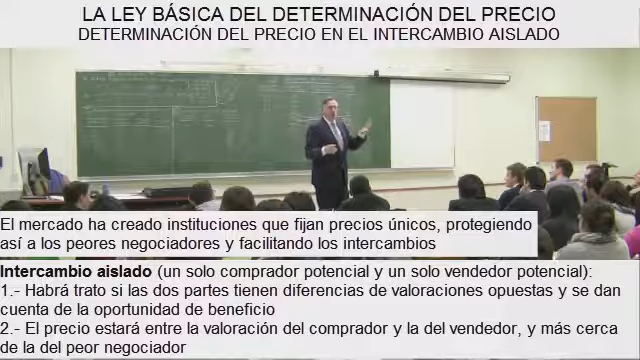 LA LEY BÁSICA DEL DETERMINACIÓN DEL PRECIO
DETERMINACIÓN DEL PRECIO EN EL INTERCAMBIO AISLADO
El mercado ha creado instituciones que fijan precios únicos, protegiendo
así a los peores negociadores y facilitando los intercambios
Intercambio aislado (un solo comprador potencial y un solo vendedor potencial):
1.- Habrá trato si las dos partes tienen diferencias de valoraciones opuestas y se dan
cuenta de la oportunidad de beneficio
2.- El precio estará entre la valoración del comprador y la del vendedor, y más cerca
de la del peor negociador